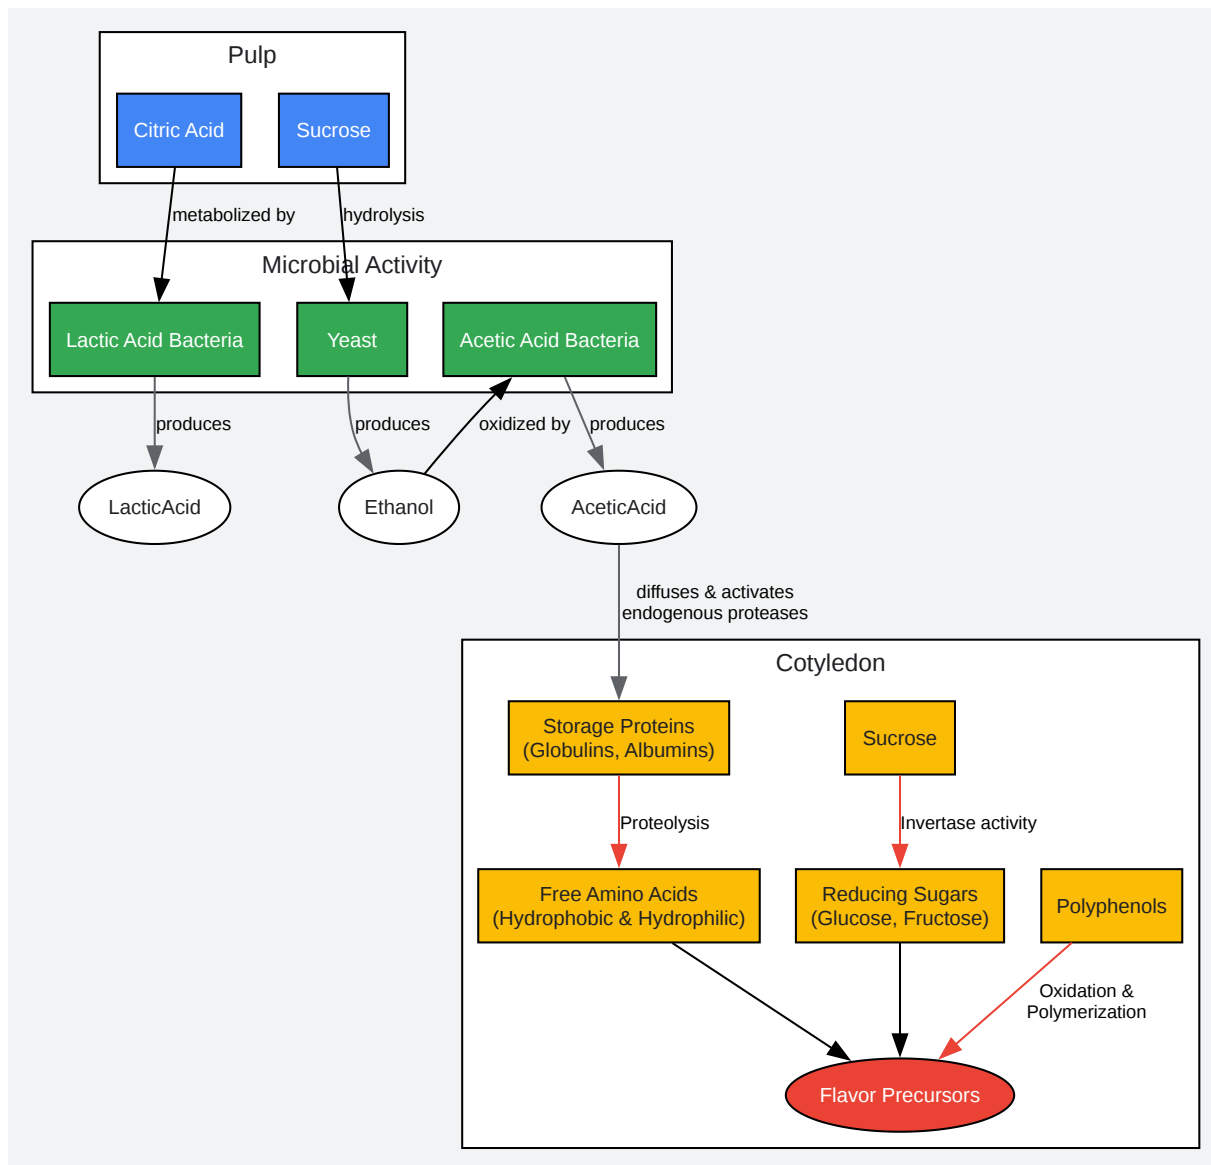 Pulp
Citric Acid
Sucrose
metabolized by
hydrolysis
Microbial Activity
Lactic Acid Bacteria
Yeast
Acetic Acid Bacteria
produces
produces
oxidized by
produces
LacticAcid
Ethanol
AceticAcid
diffuses & activates
endogenous proteases
Cotyledon
Storage Proteins
(Globulins, Albumins)
Sucrose
Proteolysis
Invertase activity
Free Amino Acids
(Hydrophobic & Hydrophilic)
Reducing Sugars
(Glucose, Fructose)
Polyphenols
Oxidation &
Polymerization
Flavor Precursors